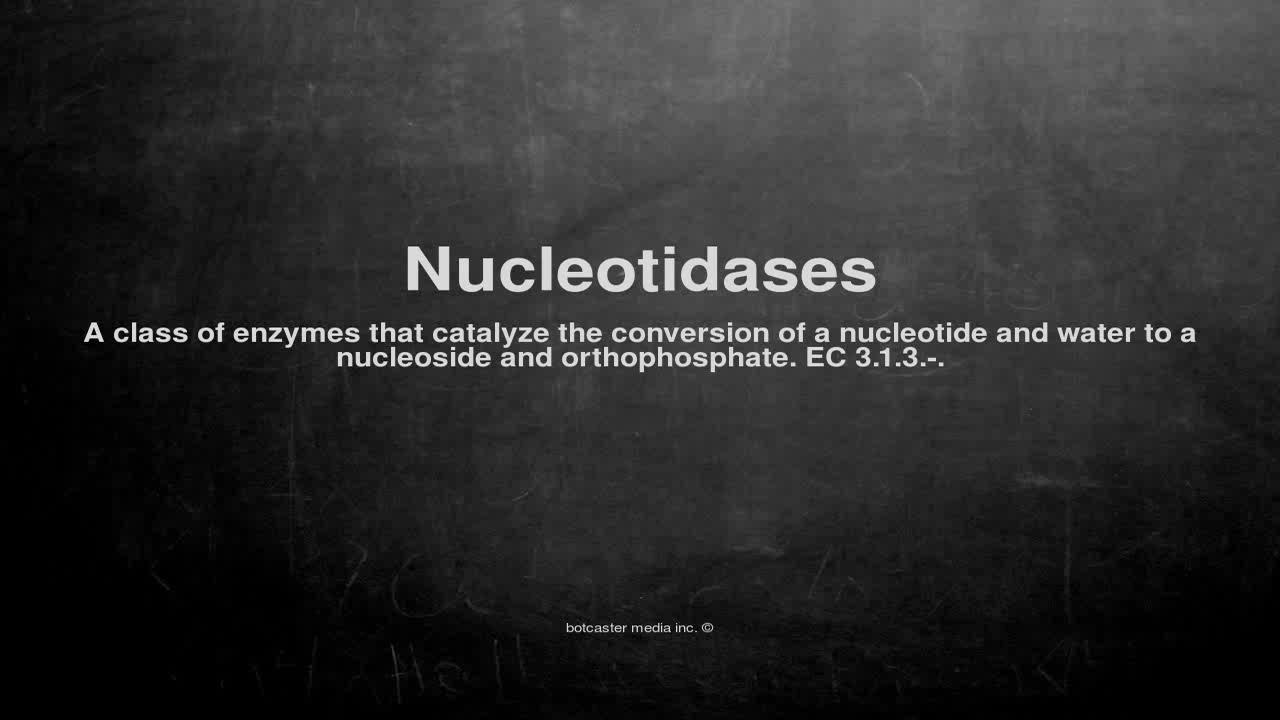 Nucleotidases
A class of enzymes that catalyze the conversion of a nucleotide and water to a
nucleoside and orthophosphate. EC 3.1.3.-.
botcaster media inc. ©